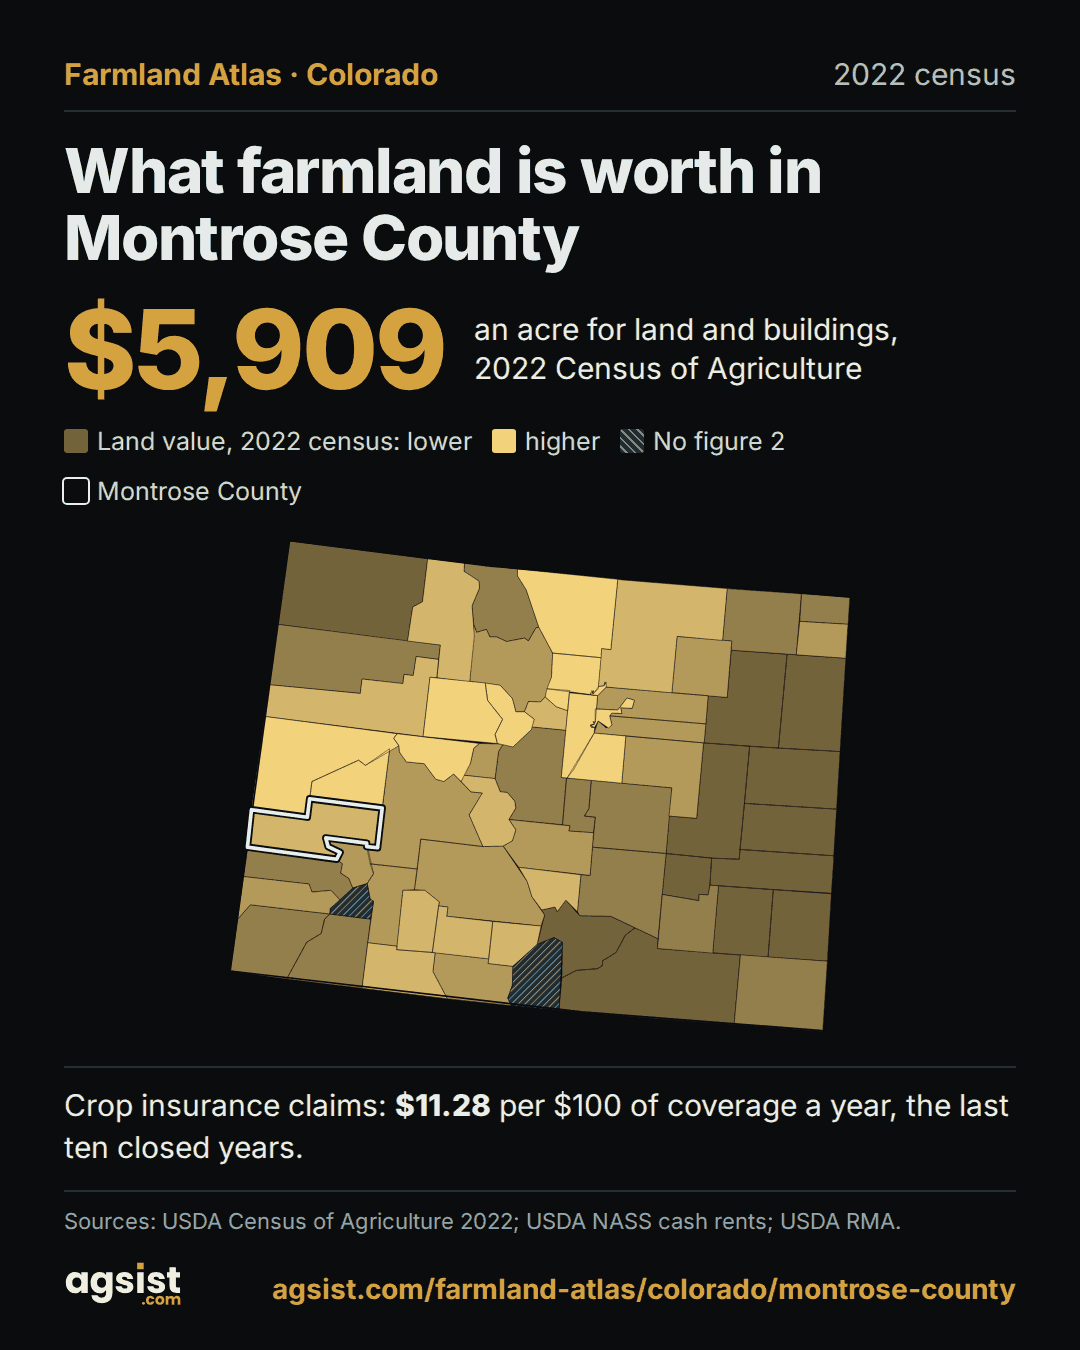 Farmland Atlas · Colorado
2022 census
What farmland is worth in
Montrose County
$5,909
an acre for land and buildings,
2022 Census of Agriculture
Land value, 2022 census: lower
higher
No figure 2
Montrose County
Crop insurance claims: $11.28 per $100 of coverage a year, the last
ten closed years.
Sources: USDA Census of Agriculture 2022; USDA NASS cash rents; USDA RMA.
agsist
.com
agsist.com/farmland-atlas/colorado/montrose-county